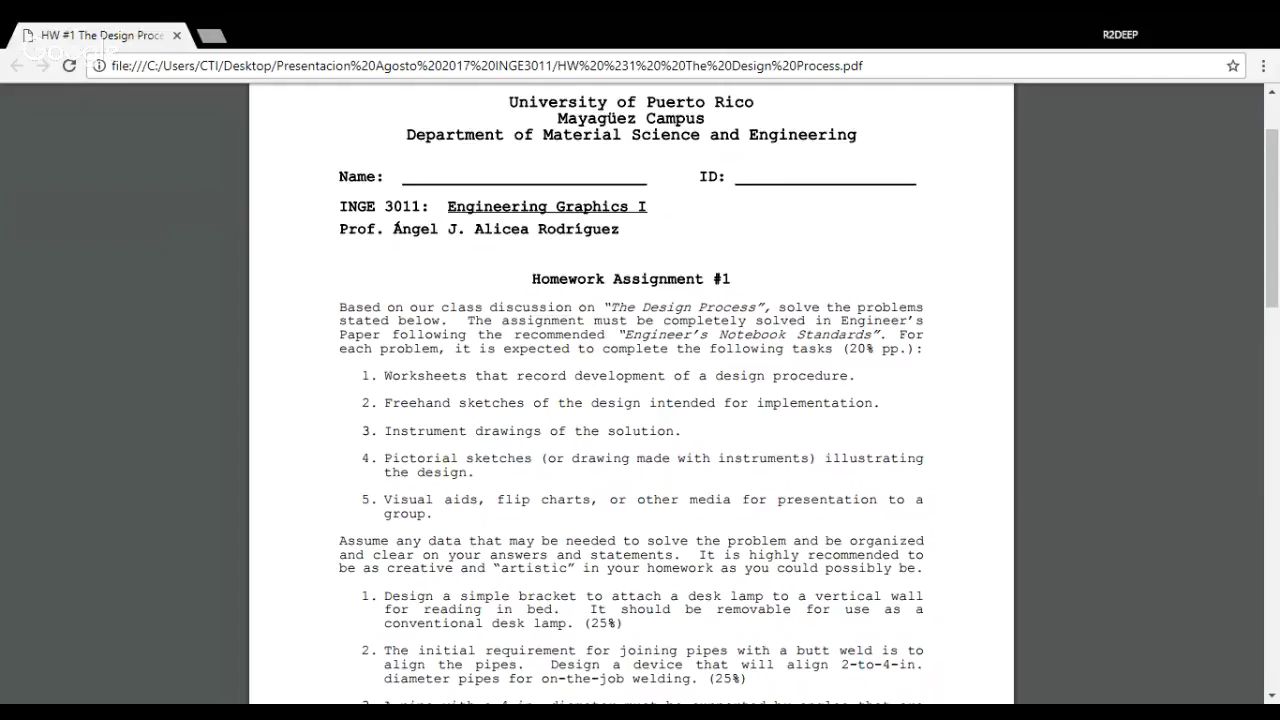 HW #1 The Design Proce
R2DEEP
file:///C:/Users/CTI/Desktop/Presentacion%20Agosto%202017%20INGE3011/HW%20%231%20%20The%20Design%20Process.pdf
University of Puerto Rico
Mayagüez Campus
Department of Material Science and Engineering
Name: ID:
INGE 3011: Engineering Graphics I
Prof. Ángel J. Alicea Rodríguez
Homework Assignment #1
Based on our class discussion on “The Design Process”, solve the problems
stated below. The assignment must be completely solved in Engineer’s
Paper following the recommended “Engineer’s Notebook Standards”. For
each problem, it is expected to complete the following tasks (20% pp.):
1. Worksheets that record development of a design procedure.
2. Freehand sketches of the design intended for implementation.
3. Instrument drawings of the solution.
4. Pictorial sketches (or drawing made with instruments) illustrating
the design.
5. Visual aids, flip charts, or other media for presentation to a
group.
Assume any data that may be needed to solve the problem and be organized
and clear on your answers and statements. It is highly recommended to
be as creative and “artistic” in your homework as you could possibly be.
1. Design a simple bracket to attach a desk lamp to a vertical wall
for reading in bed. It should be removable for use as a
conventional desk lamp. (25%)
2. The initial requirement for joining pipes with a butt weld is to
align the pipes. Design a device that will align 2-to-4-in.
diameter pipes for on-the-job welding. (25%)